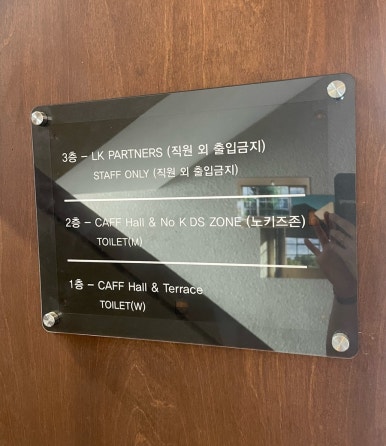 3층 – LK PARTNERS (직원 외 출입금지)
STAFF ONLY (직원 외 출입금지)
2층 – CAFF Hall & No K DS ZONE (노키즈존)
TOILET(M)
1층 – CAFF Hall & Terrace
TOILET(W)